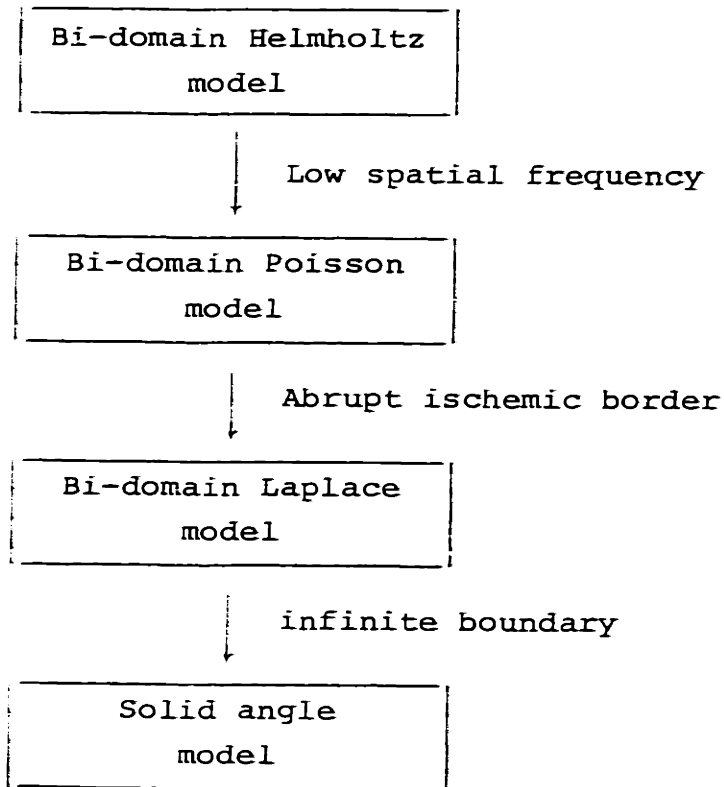 Bi-domain Helmholtz
model
Low spatial frequency
Bi-domain Poisson
model
Abrupt ischemic border
Bi-domain Laplace
model
infinite boundary
Solid angle
model